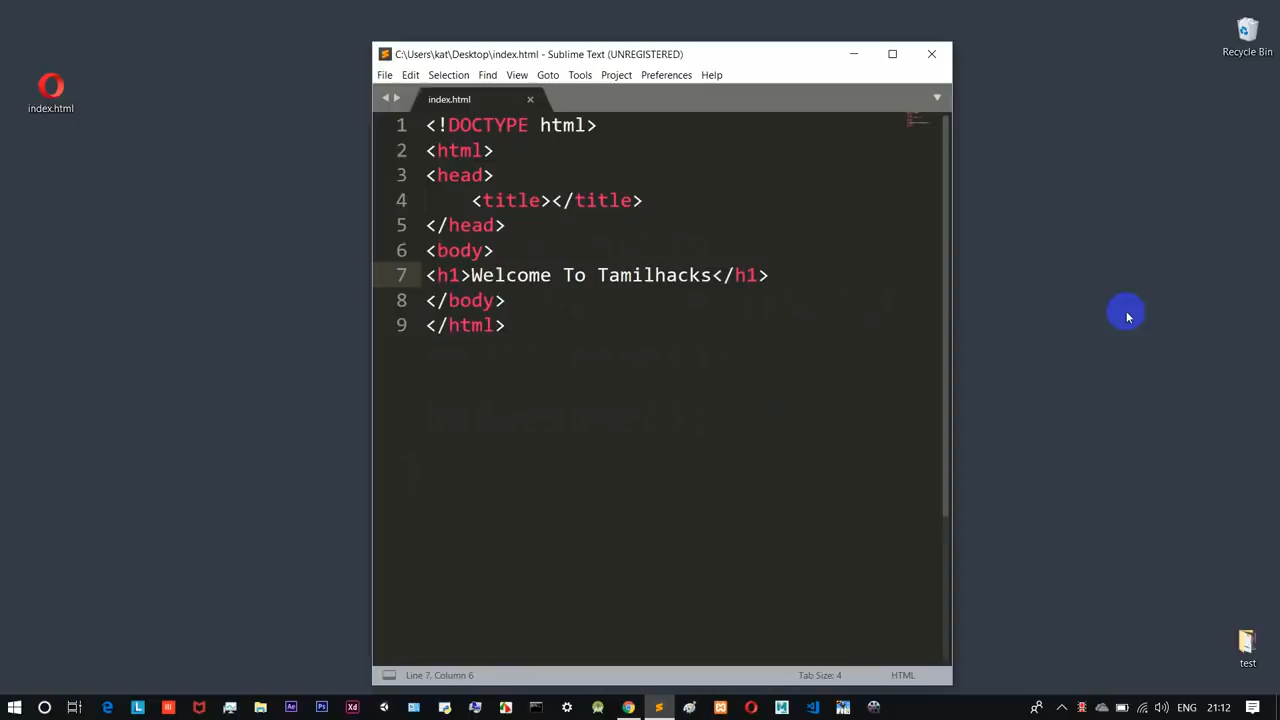 C:\Users\kat\Desktop\index.html - Sublime Text (UNREGISTERED)
File Edit Selection Find View Goto Tools Project Preferences Help
index.html
1 <!DOCTYPE html>
2 <html>
3 <head>
4 <title></title>
5 </head>
6 <body>
7 <h1>Welcome To Tamilhacks</h1>
8 </body>
9 </html>
Line 7, Column 6
Tab Size: 4
HTML
index.html
Recycle Bin
test
Ae Ps Xd
ENG 21:12